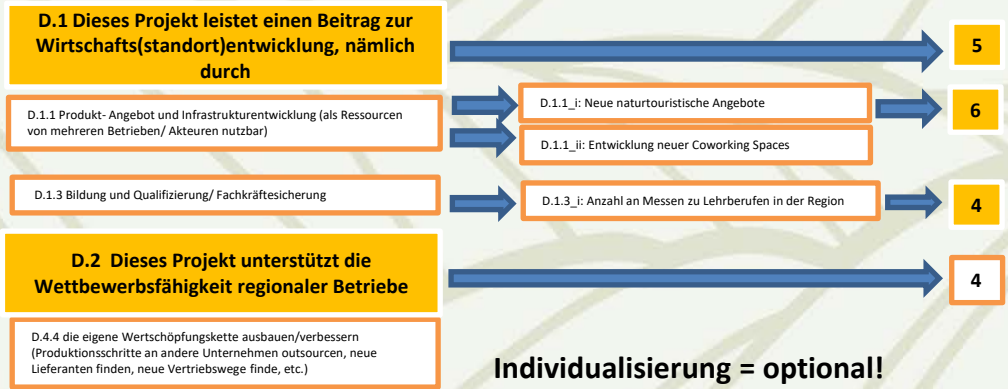 D.1 Dieses Projekt leistet einen Beitrag zur
Wirtschafts(standort)entwicklung, nämlich
durch
5
D.1.1 Produkt- Angebot und Infrastrukturentwicklung (als Ressourcen
von mehreren Betrieben/ Akteuren nutzbar)
D.1.1_i: Neue naturtouristische Angebote
6
D.1.1_ii: Entwicklung neuer Coworking Spaces
D.1.3 Bildung und Qualifizierung/ Fachkräftesicherung
D.1.3_i: Anzahl an Messen zu Lehrberufen in der Region
4
D.2 Dieses Projekt unterstützt die
Wettbewerbsfähigkeit regionaler Betriebe
4
D.4.4 die eigene Wertschöpfungskette ausbauen/verbessern
(Produktionsschritte an andere Unternehmen outsourcen, neue
Lieferanten finden, neue Vertriebswege finde, etc.)
Individualisierung = optional!